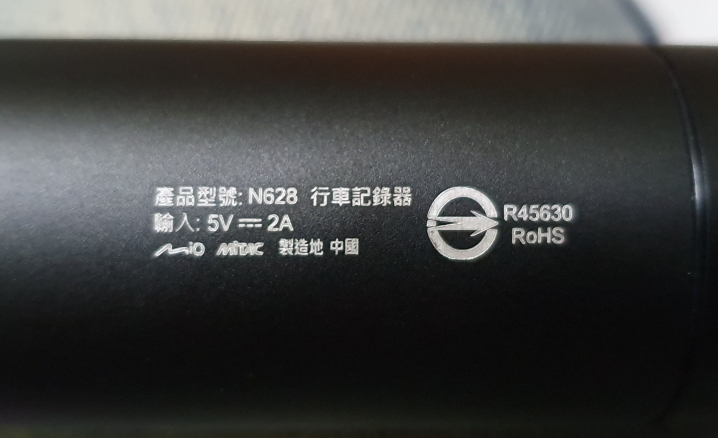 產品型號: N628 行車記錄器
輸入: 5V ⎓ 2A
Mio MiTAC 製造地 中國
R45630
RoHS